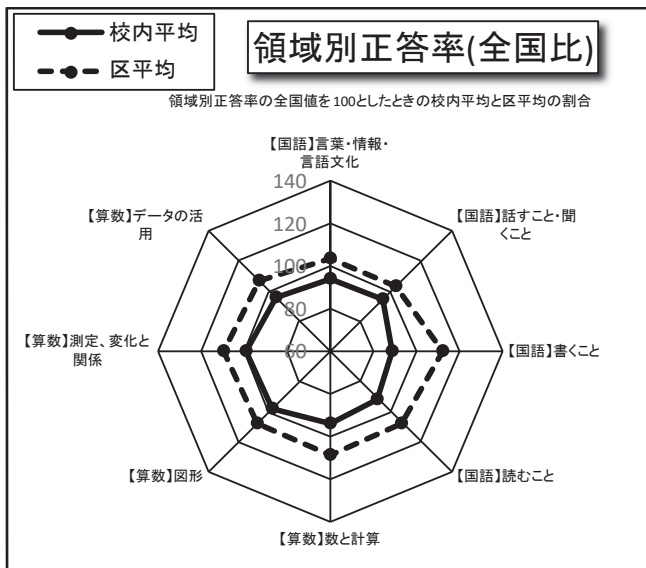 校内平均
区平均
領域別正答率(全国比)
領域別正答率の全国値を100としたときの校内平均と区平均の割合
【国語】言葉・情報・
言語文化
140
120
100
80
60
【国語】話すこと・聞
くこと
【国語】書くこと
【国語】読むこと
【算数】数と計算
【算数】図形
【算数】測定、変化と
関係
【算数】データの活
用